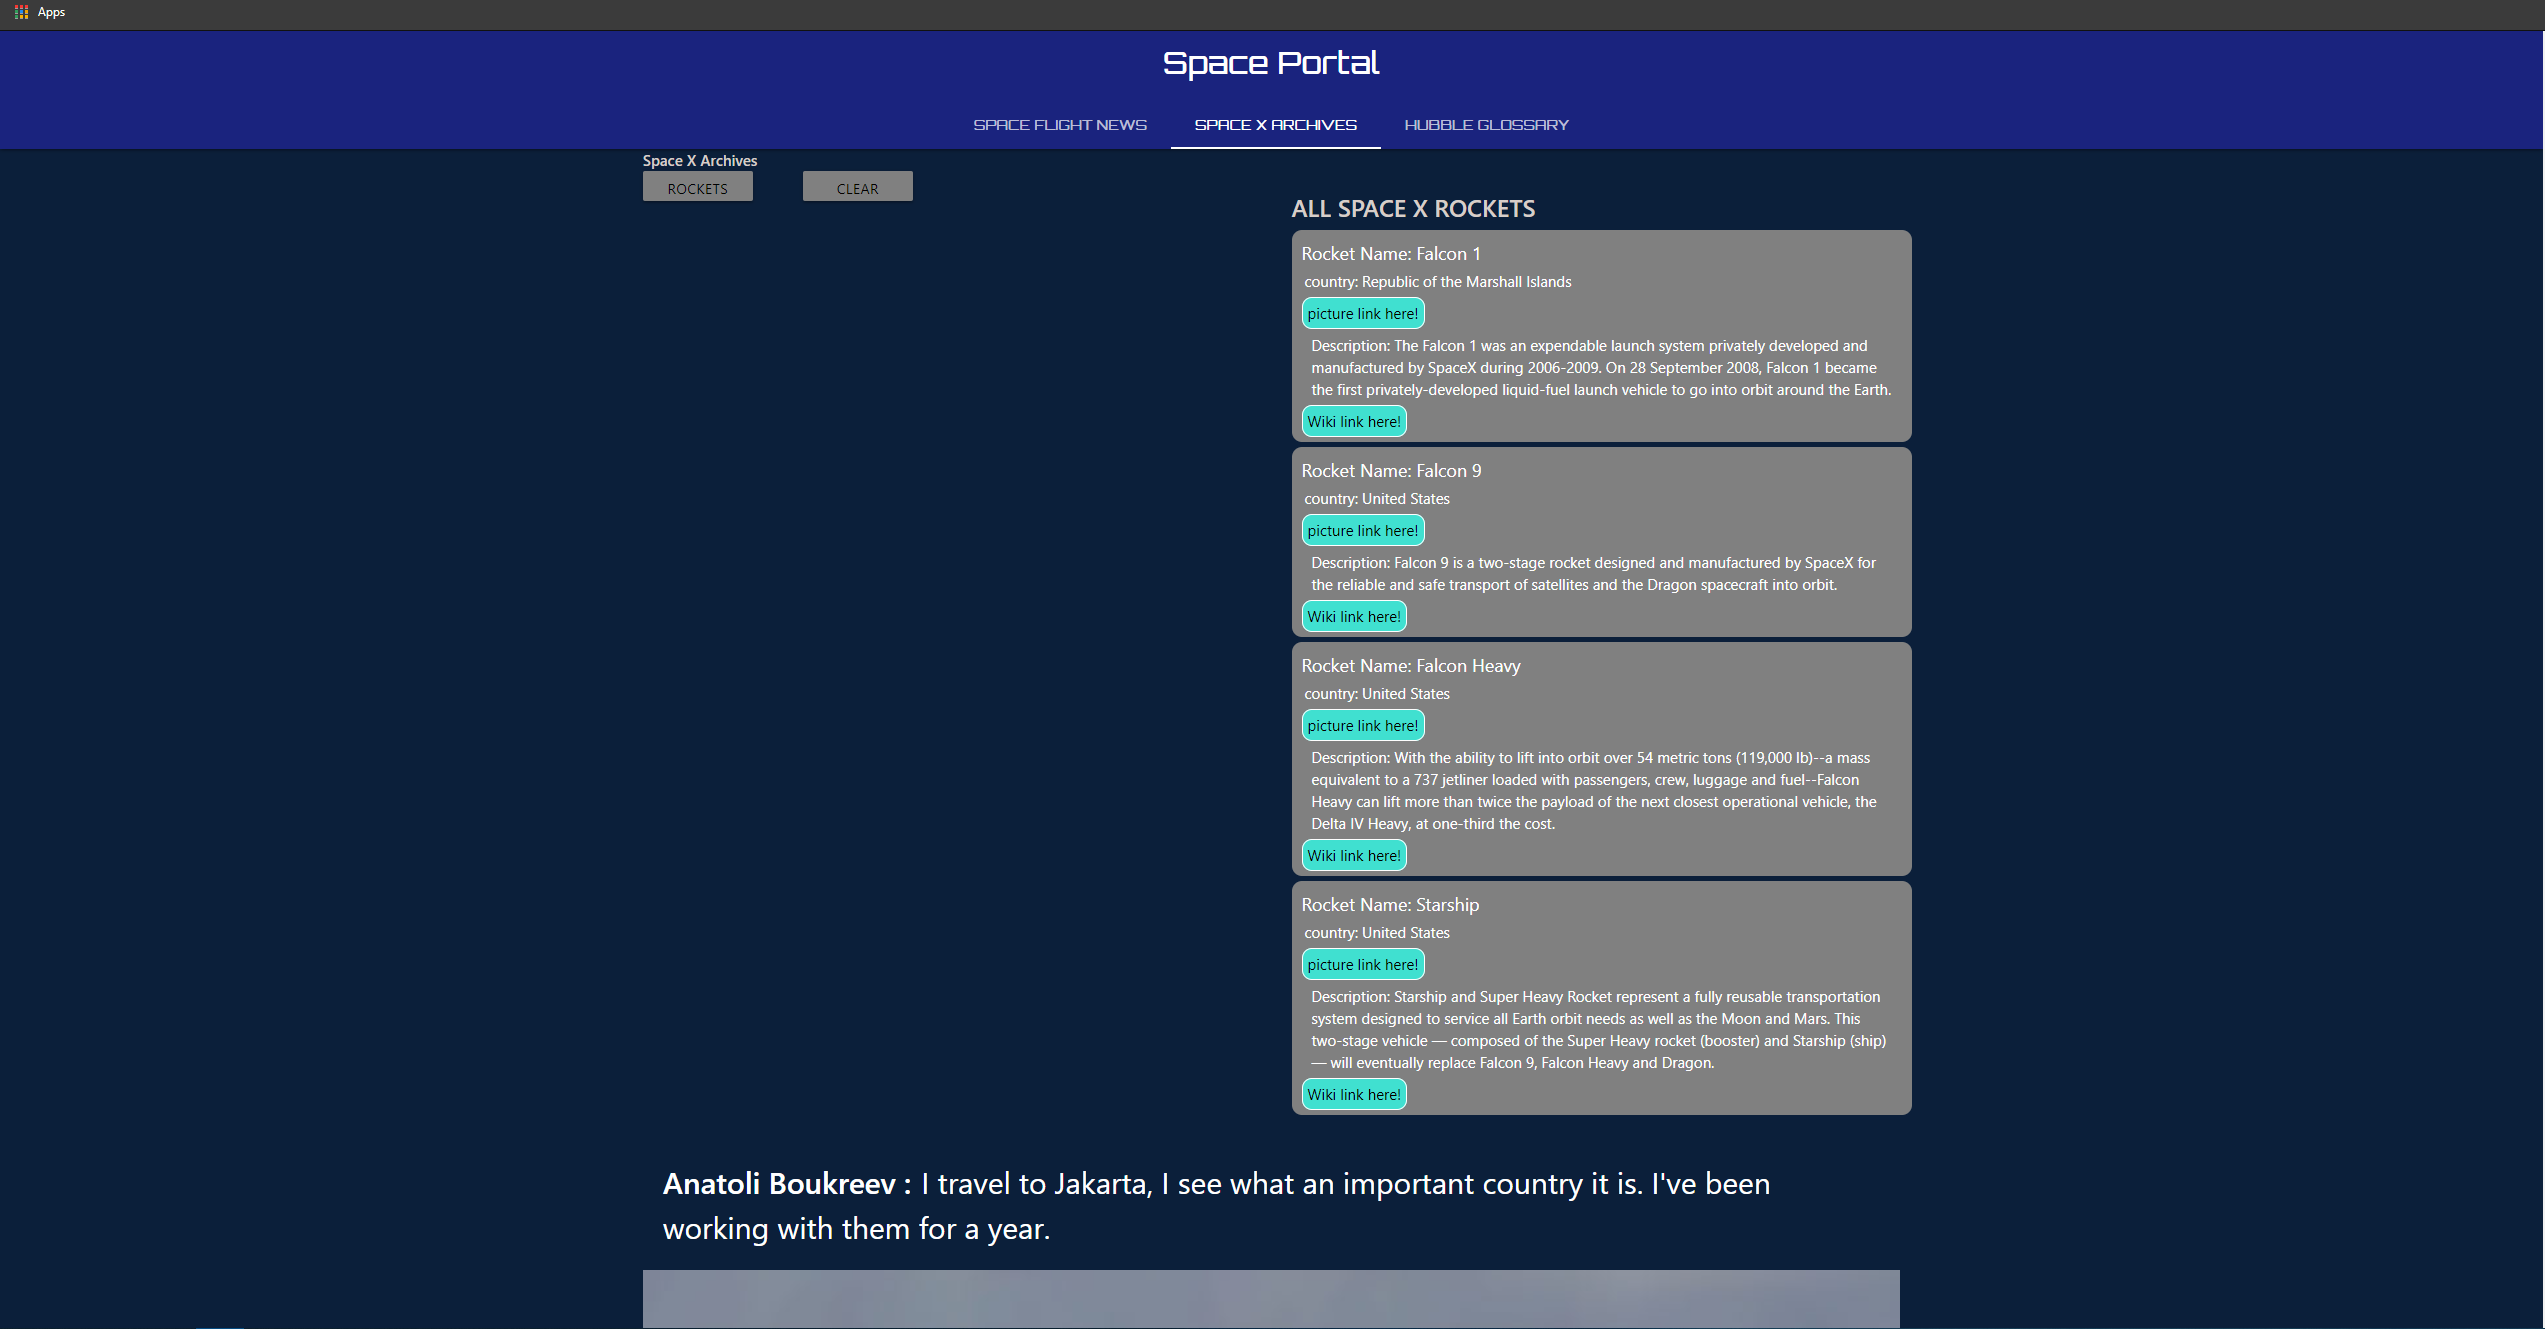 Apps
Space Portal
SPACE FLIGHT NEWS
SPACE X ARCHIVES
HUBBLE GLOSSARY
Space X Archives
ROCKETS
CLEAR
ALL SPACE X ROCKETS
Rocket Name: Falcon 1
country: Republic of the Marshall Islands
picture link here!
Description: The Falcon 1 was an expendable launch system privately developed and
manufactured by SpaceX during 2006-2009. On 28 September 2008, Falcon 1 became
the first privately-developed liquid-fuel launch vehicle to go into orbit around the Earth.
Wiki link here!
Rocket Name: Falcon 9
country: United States
picture link here!
Description: Falcon 9 is a two-stage rocket designed and manufactured by SpaceX for
the reliable and safe transport of satellites and the Dragon spacecraft into orbit.
Wiki link here!
Rocket Name: Falcon Heavy
country: United States
picture link here!
Description: With the ability to lift into orbit over 54 metric tons (119,000 lb)--a mass
equivalent to a 737 jetliner loaded with passengers, crew, luggage and fuel--Falcon
Heavy can lift more than twice the payload of the next closest operational vehicle, the
Delta IV Heavy, at one-third the cost.
Wiki link here!
Rocket Name: Starship
country: United States
picture link here!
Description: Starship and Super Heavy Rocket represent a fully reusable transportation
system designed to service all Earth orbit needs as well as the Moon and Mars. This
two-stage vehicle — composed of the Super Heavy rocket (booster) and Starship (ship)
— will eventually replace Falcon 9, Falcon Heavy and Dragon.
Wiki link here!
Anatoli Boukreev : I travel to Jakarta, I see what an important country it is. I've been
working with them for a year.